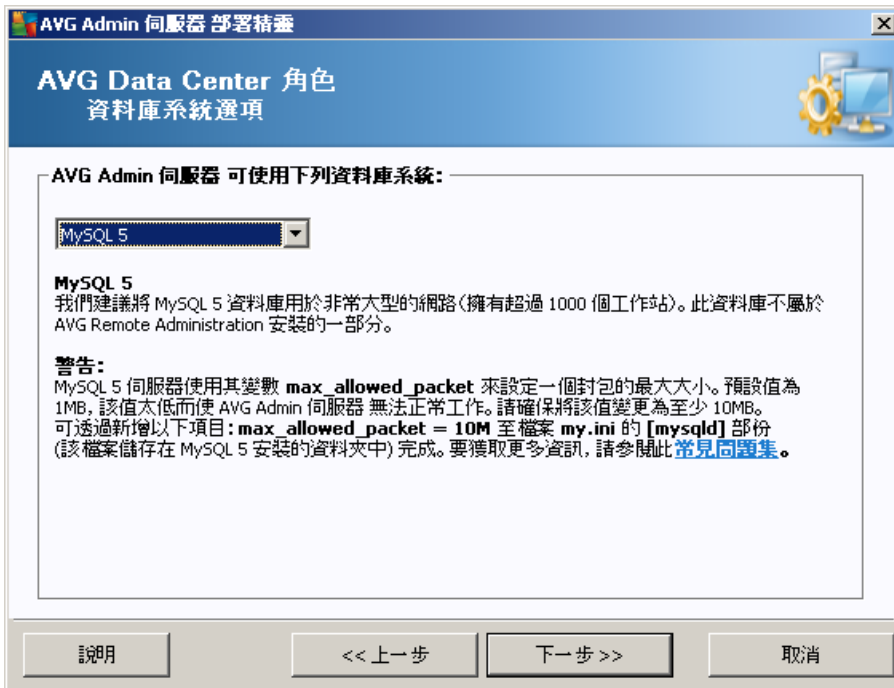 AVG Admin 伺服器 部署精靈
AVG Data Center 角色
資料庫系統選項
AVG Admin 伺服器 可使用下列資料庫系統:
MySQL 5
MySQL 5
我們建議將 MySQL 5 資料庫用於非常大型的網路(擁有超過 1000 個工作站)。此資料庫不屬於
AVG Remote Administration 安裝的一部分。
警告:
MySQL 5 伺服器使用其變數 max_allowed_packet 來設定一個封包的最大大小。預設值為
1MB, 該值太低而使 AVG Admin 伺服器 無法正常工作。請確保將該值變更為至少 10MB。
可透過新增以下項目: max_allowed_packet = 10M 至檔案 my.ini 的 [mysqld] 部份
(該檔案儲存在 MySQL 5 安裝的資料夾中) 完成。要獲取更多資訊, 請參閱此常見問題集。
說明
<< 上一步
下一步 >>
取消